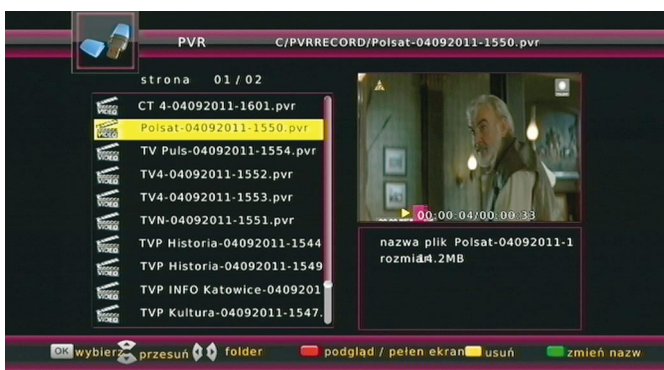 PVR C/PVRRECORD/Polsat-04092011-1550.pvr
strona 01/02
CT 4-04092011-1601.pvr
Polsat-04092011-1550.pvr
TV Puls-04092011-1554.pvr
TV4-04092011-1552.pvr
TV4-04092011-1553.pvr
TVN-04092011-1551.pvr
TVP Historia-04092011-1544
TVP Historia-04092011-1549
TVP INFO Katowice-0409201
TVP Kultura-04092011-1547.
00:00:04/00:00:33
nazwa plik Polsat-04092011-1
14.2MB
OK wybierz przesuń folder podgląd / pełen ekran usuń zmień nazw